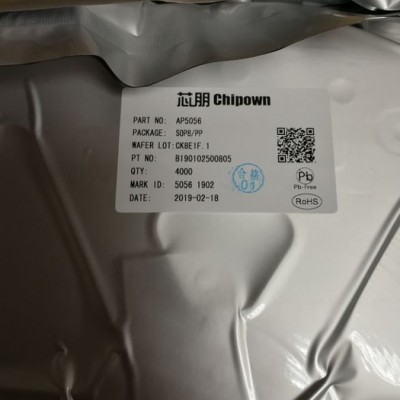 芯朋 Chipown
PART NO: AP5056
PACKAGE: SOP8/PP
WAFER LOT: CK8E1F.1
PT NO: B190102500805
QTY: 4000
MARK ID: 5056 1902
DATE: 2019-02-18
合格
01
Pb
Pb-Free
RoHS